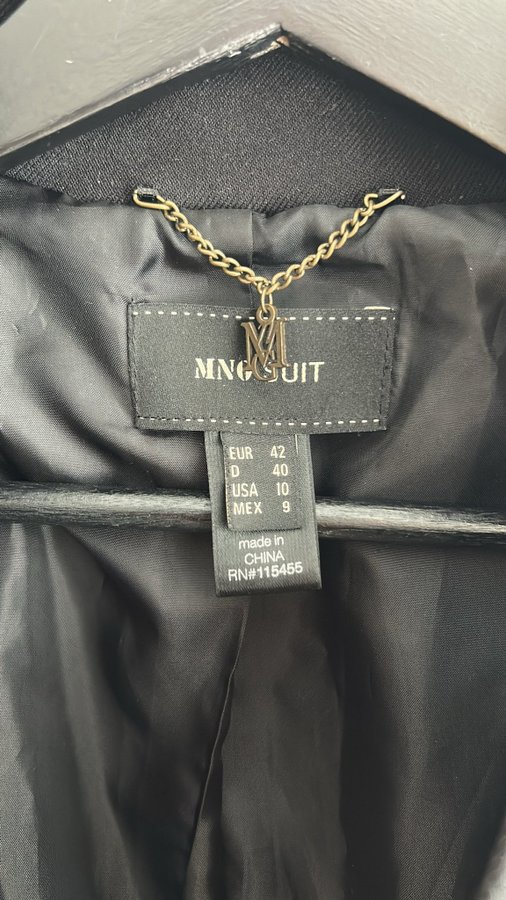 MNG SUIT
EUR 42
D 40
USA 10
MEX 9
made in
CHINA
RN#115455